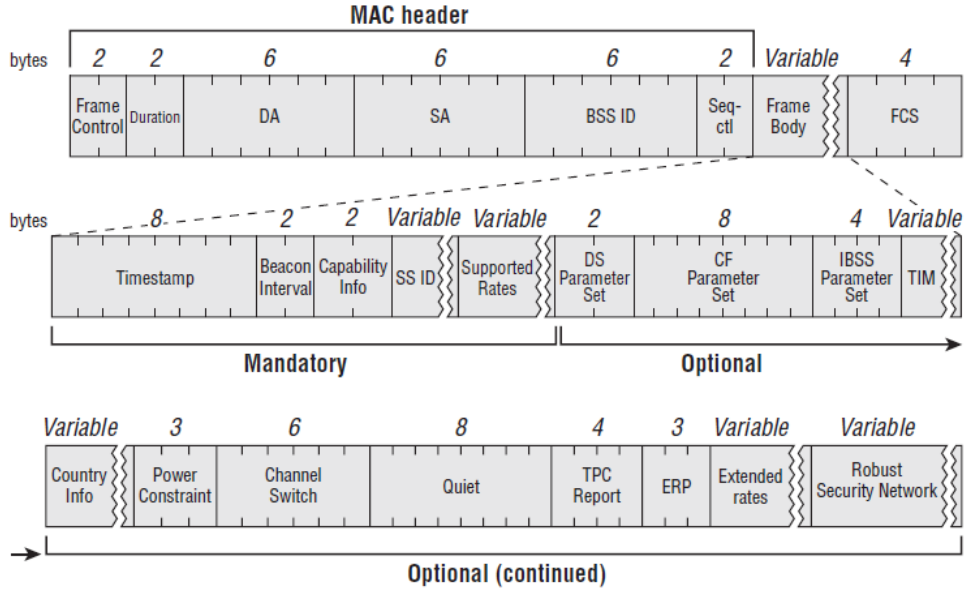 MAC header
bytes 2 2 6 6 6 2 Variable 4
Frame Control Duration DA SA BSS ID Seq-ctl Frame Body FCS
bytes 8 2 2 Variable Variable 2 8 4 Variable
Timestamp Beacon Interval Capability Info SS ID Supported Rates DS Parameter Set CF Parameter Set IBSS Parameter Set TIM
Mandatory Optional
Variable 3 6 8 4 3 Variable Variable
Country Info Power Constraint Channel Switch Quiet TPC Report ERP Extended rates Robust Security Network
Optional (continued)